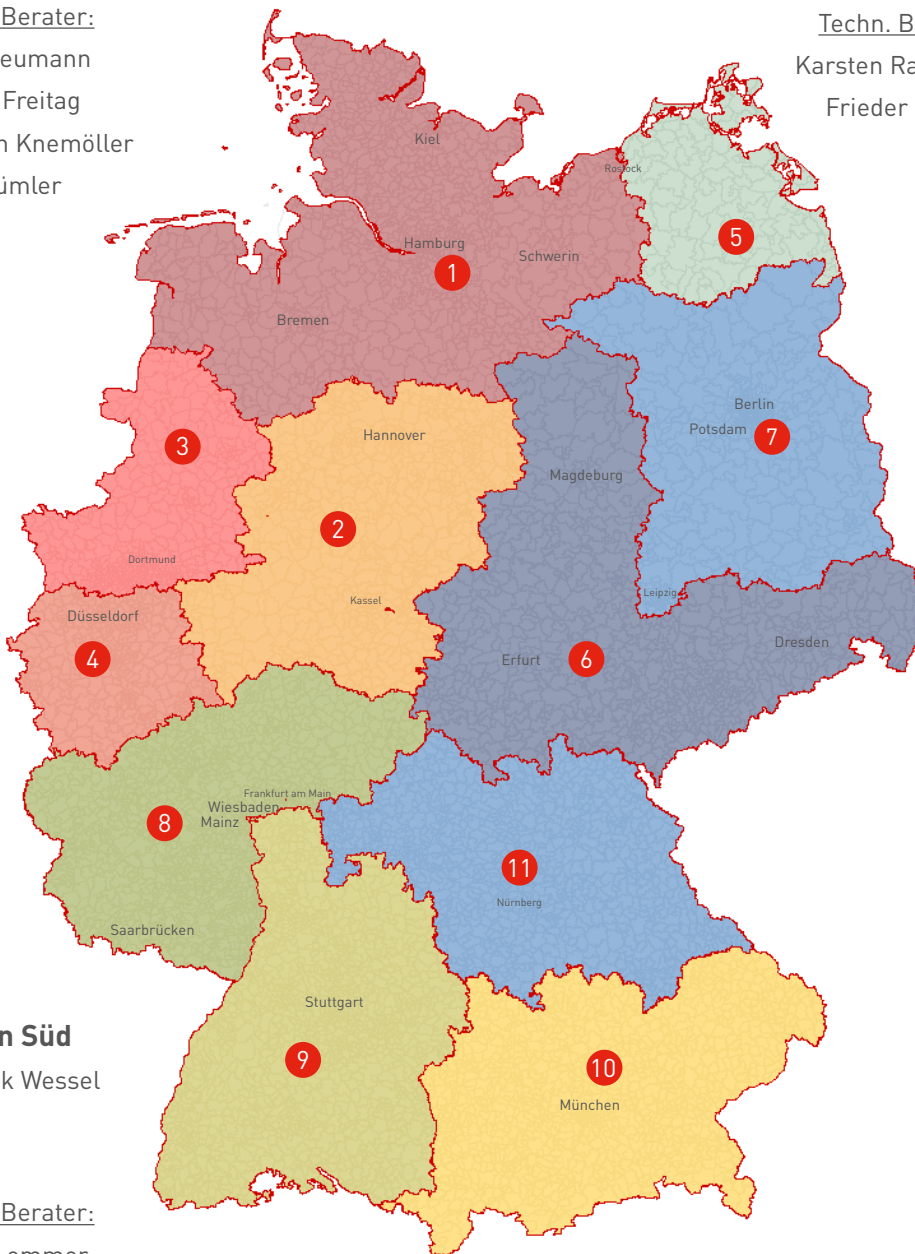 Berater:
Techn. B
eumann
Karsten Ra
Freitag
Frieder
Knemöller
ümler
Kiel
Rostock
5
Hamburg
Schwerin
1
Bremen
Berlin
Hannover
Potsdam
7
3
Magdeburg
2
Dortmund
Kassel
Leipzig
Düsseldorf
Dresden
4
Erfurt
6
Frankfurt am Main
Wiesbaden
Mainz
8
11
Nürnberg
Saarbrücken
Stuttgart
n Süd
9
k Wessel
10
München
Berater:
ommer